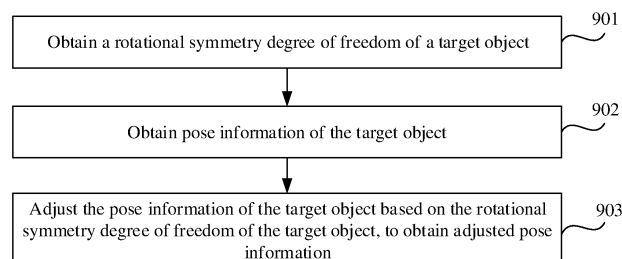 901
Obtain a rotational symmetry degree of freedom of a target object
902
Obtain pose information of the target object
903
Adjust the pose information of the target object based on the rotational
symmetry degree of freedom of the target object, to obtain adjusted pose
information